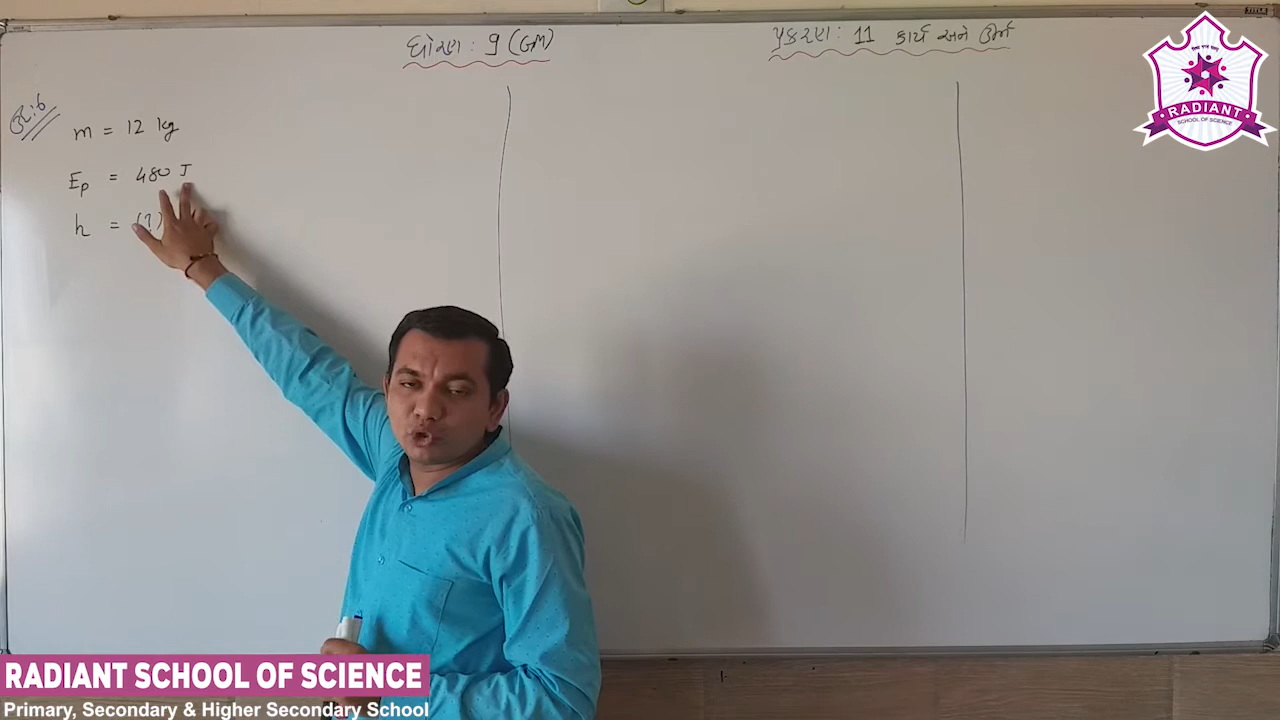 ધોરણ : 9 (GM)
પ્રકરણ : 11 કાર્ય અને ઊર્જા
ઉદા : 6
m = 12 kg
Ep = 480 J
h = (?)
RADIANT
SCHOOL OF SCIENCE
RADIANT SCHOOL OF SCIENCE
Primary, Secondary & Higher Secondary School